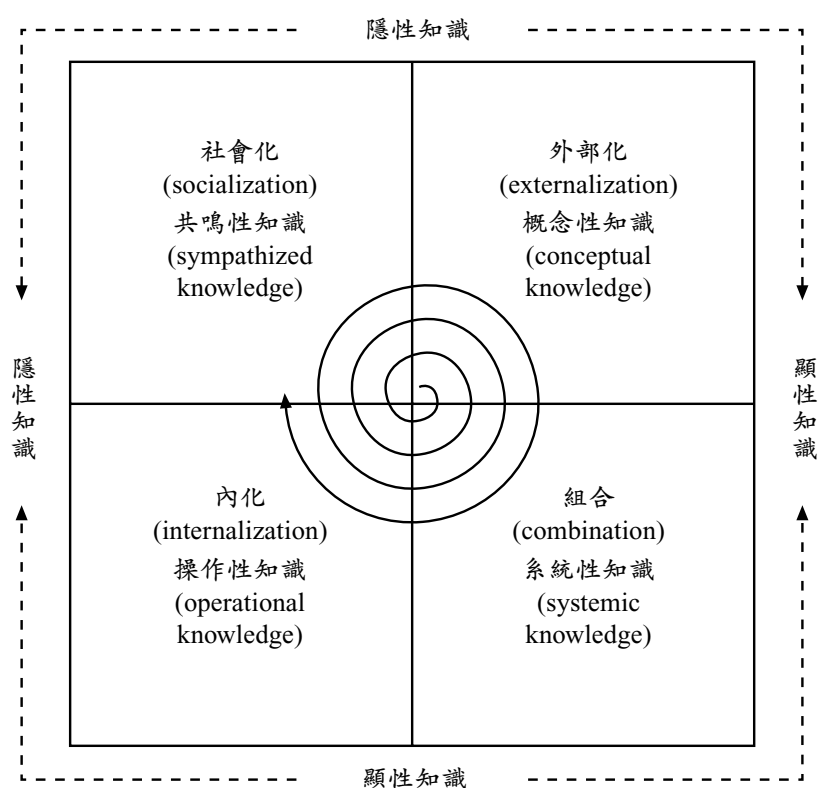 隱性知識
社會化
(socialization)
共鳴性知識
(sympathized
knowledge)
外部化
(externalization)
概念性知識
(conceptual
knowledge)
隱性知識
顯性知識
內化
(internalization)
操作性知識
(operational
knowledge)
組合
(combination)
系統性知識
(systemic
knowledge)
顯性知識